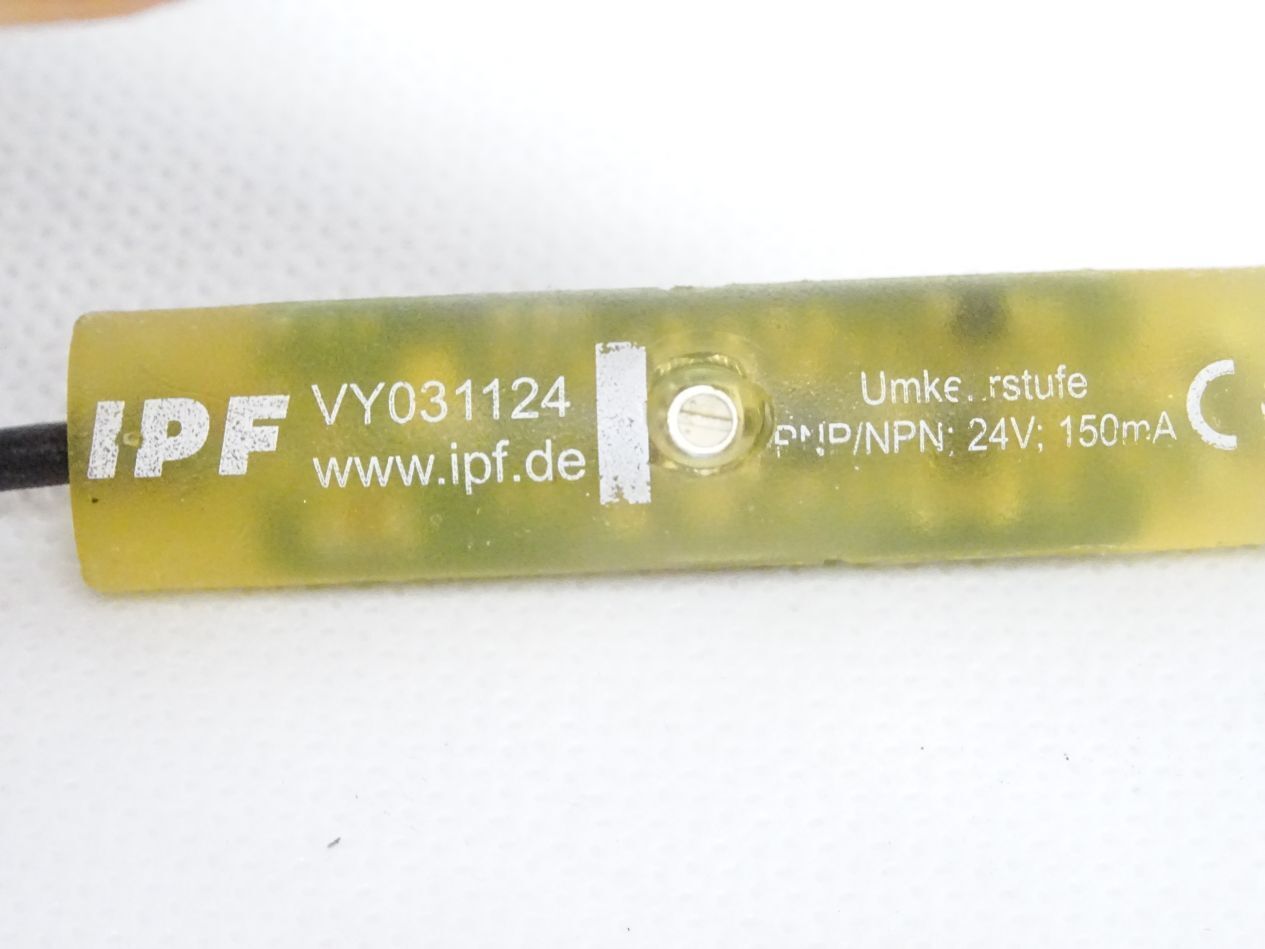 IPF
VY031124
www.ipf.de
PNP/NPN; 24V; 150mA